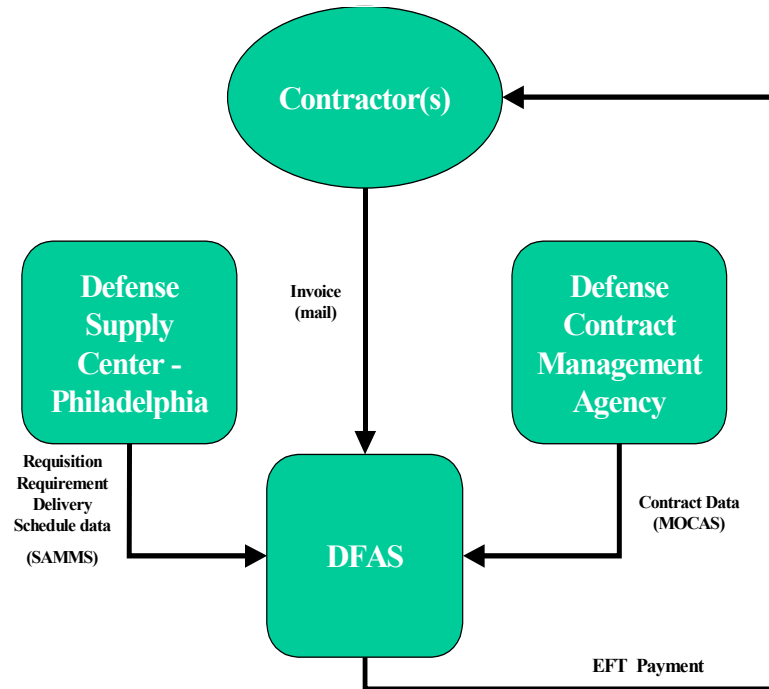 Contractor(s)
Invoice
(mail)
Defense
Supply
Center -
Philadelphia
Defense
Contract
Management
Agency
Requisition
Requirement
Delivery
Schedule data
(SAMMS)
Contract Data
(MOCAS)
DFAS
EFT Payment